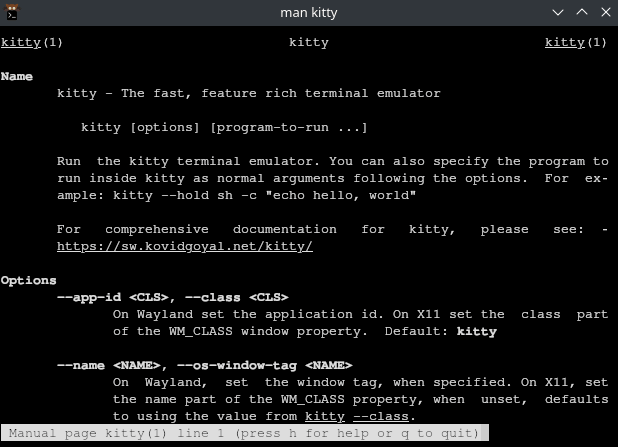 man kitty
kitty(1) kitty kitty(1)
Name
kitty - The fast, feature rich terminal emulator
kitty [options] [program-to-run ...]
Run the kitty terminal emulator. You can also specify the program to
run inside kitty as normal arguments following the options. For ex-
ample: kitty --hold sh -c "echo hello, world"
For comprehensive documentation for kitty, please see: -
https://sw.kovidgoyal.net/kitty/
Options
--app-id <CLS>, --class <CLS>
On Wayland set the application id. On X11 set the class part
of the WM_CLASS window property. Default: kitty
--name <NAME>, --os-window-tag <NAME>
On Wayland, set the window tag, when specified. On X11, set
the name part of the WM_CLASS property, when unset, defaults
to using the value from kitty --class.
Manual page kitty(1) line 1 (press h for help or q to quit)